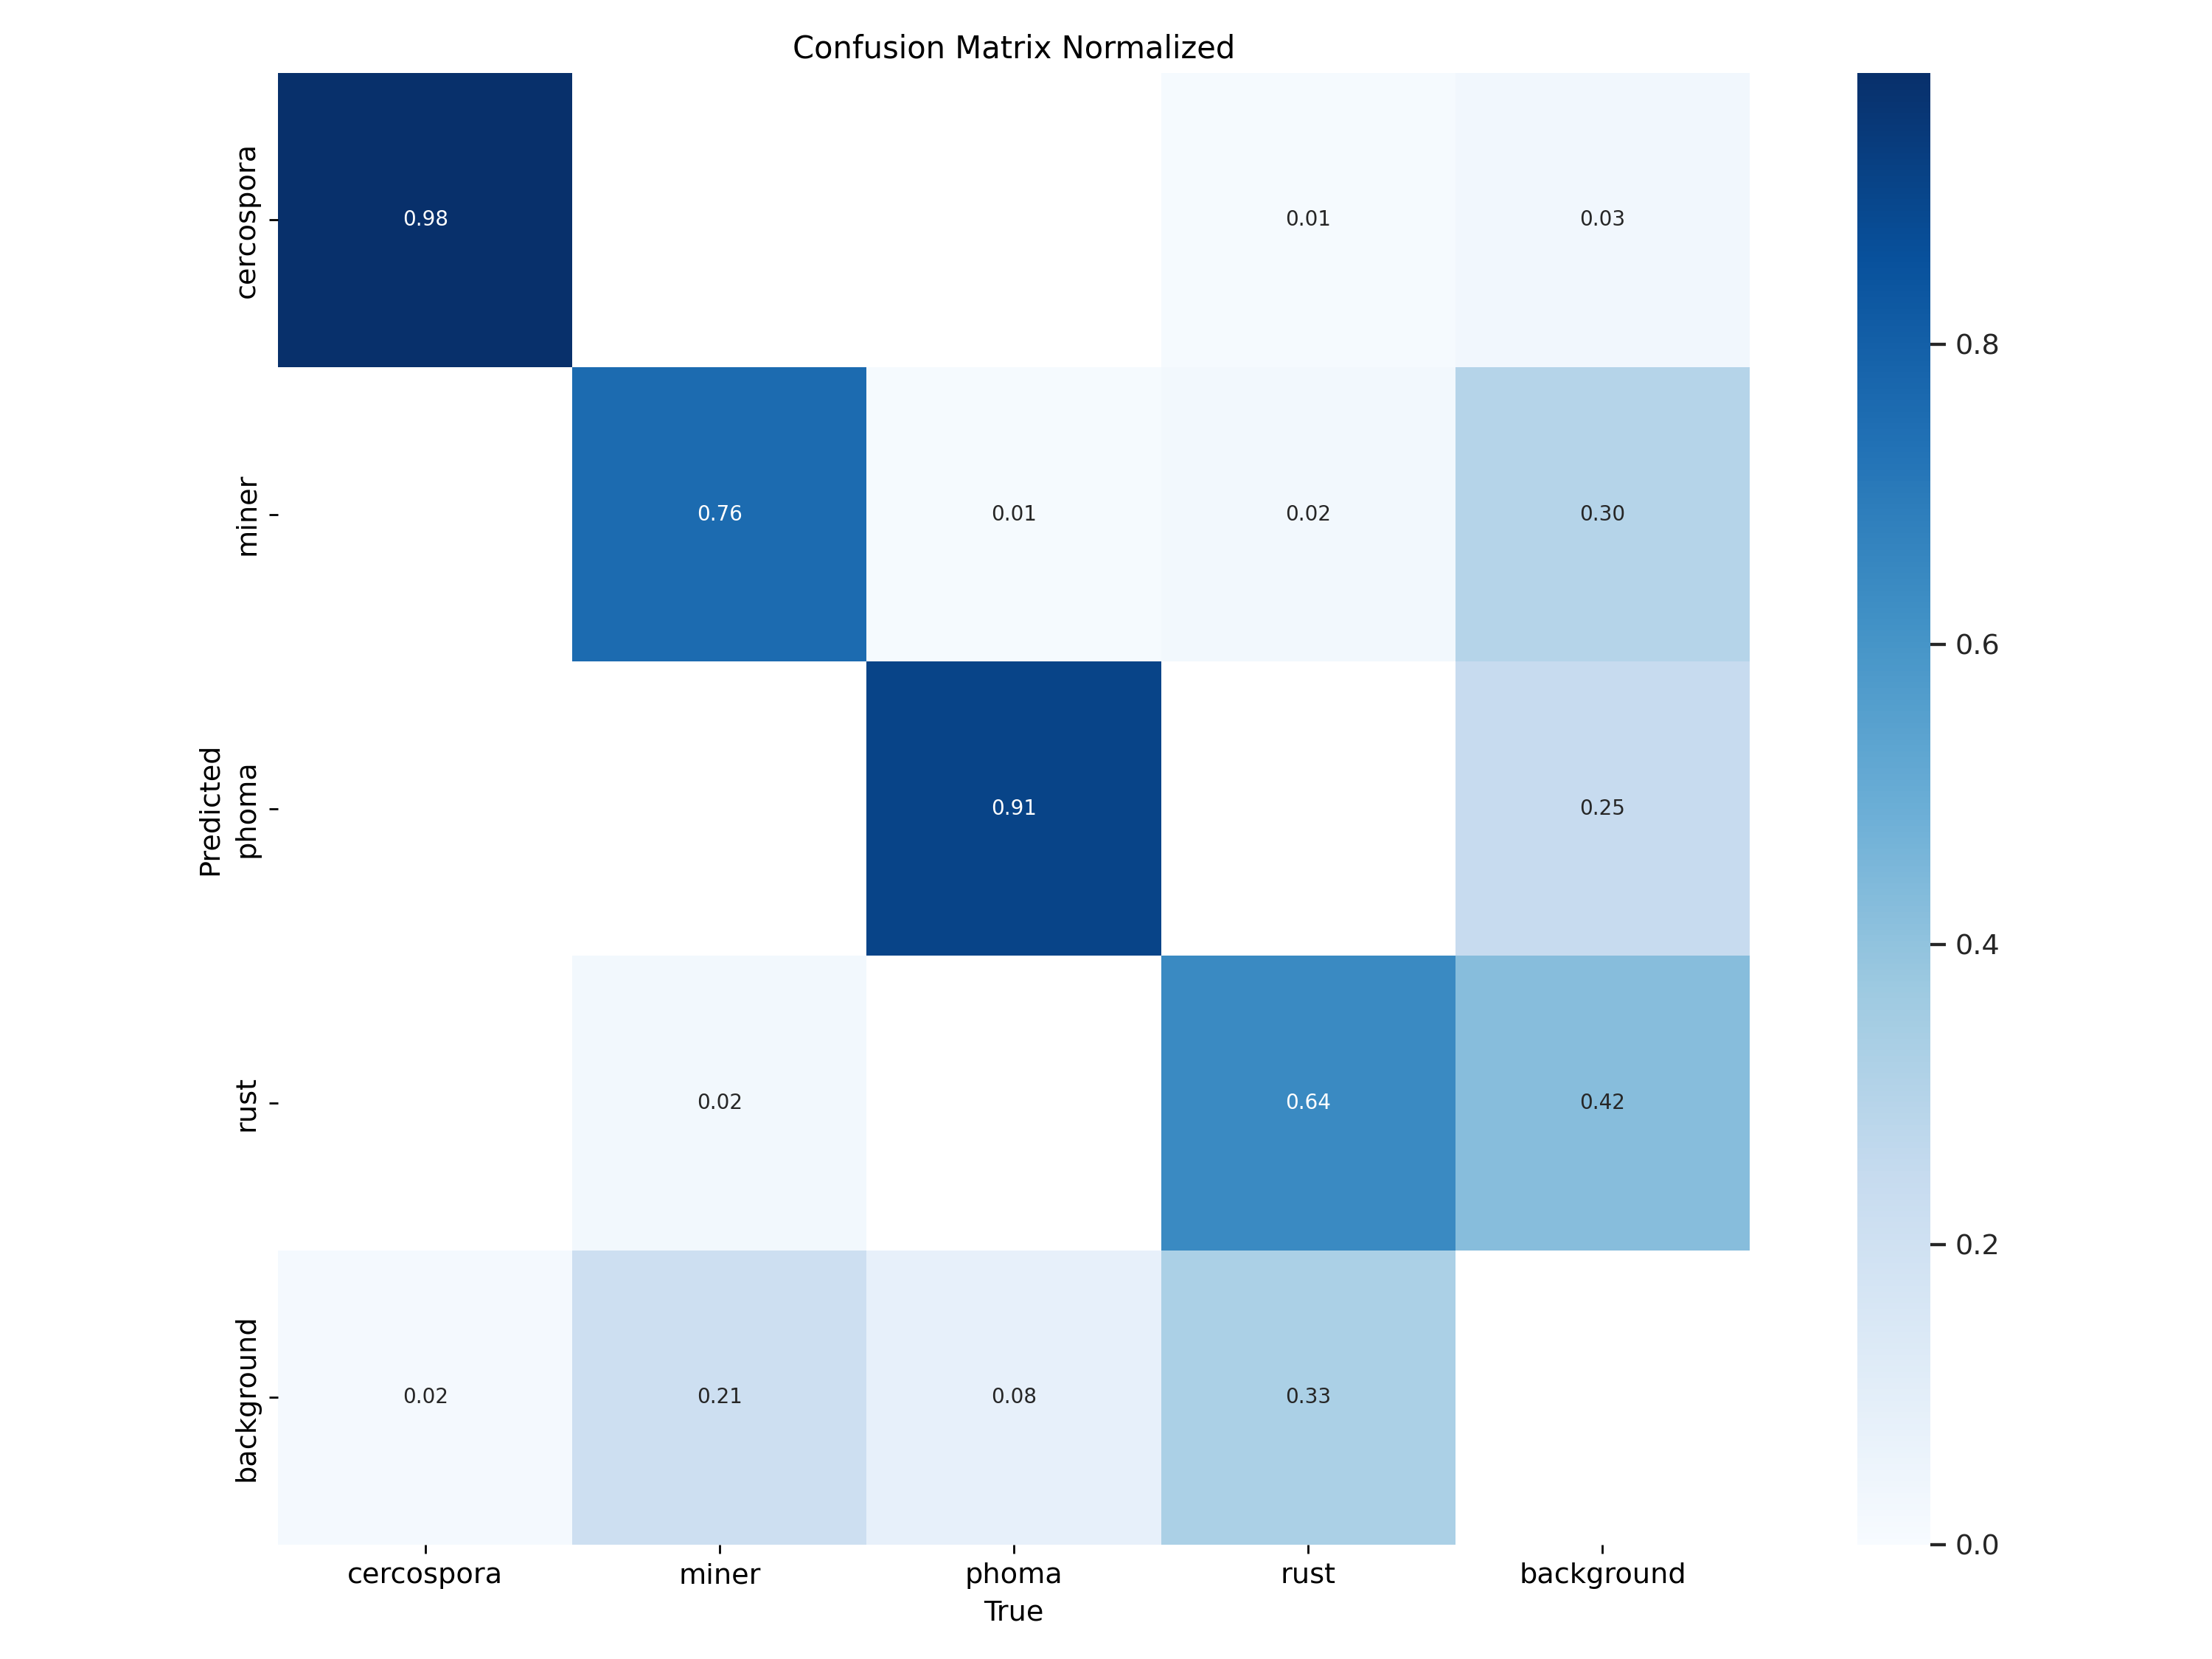 Confusion Matrix Normalized
cercospora
0.98
0.01
0.03
miner
0.76
0.01
0.02
0.30
Predicted
phoma
0.91
0.25
rust
0.02
0.64
0.42
background
0.02
0.21
0.08
0.33
cercospora
miner
phoma
rust
background
True
0.8
0.6
0.4
0.2
0.0